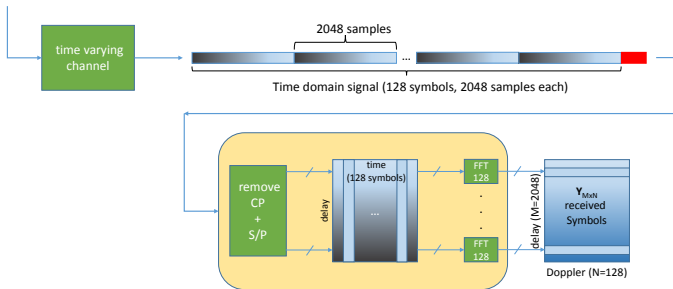 2048 samples
time varying
channel
...
Time domain signal (128 symbols, 2048 samples each)
remove
CP
+
S/P
delay
time
(128 symbols)
...
FFT
128
.
.
.
.
FFT
128
delay (M=2048)
Y MxN
received
Symbols
Doppler (N=128)